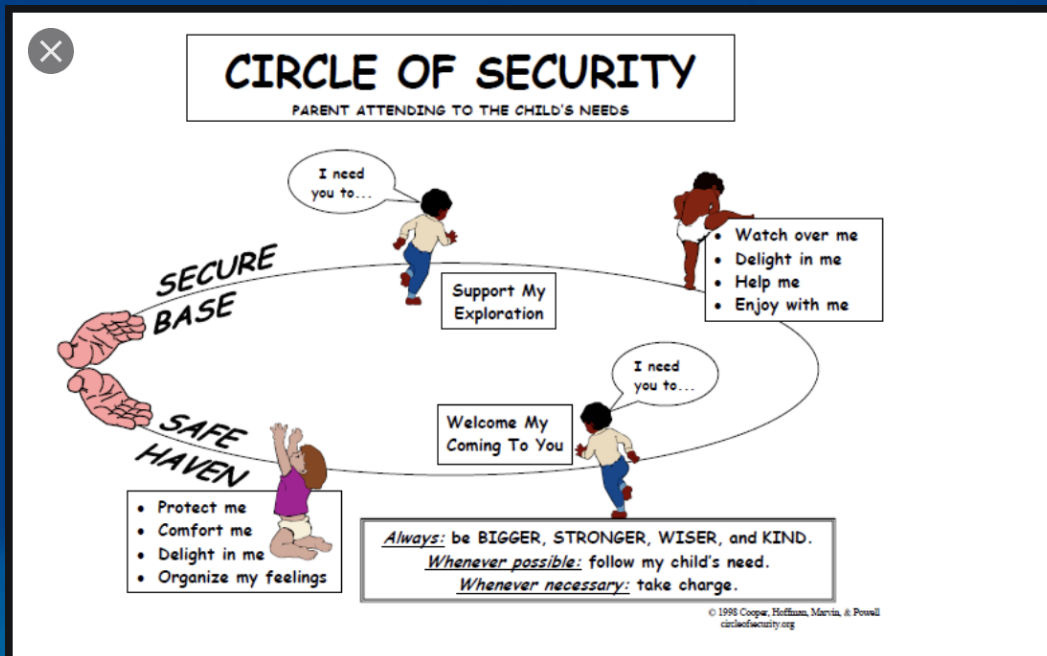 CIRCLE OF SECURITY
PARENT ATTENDING TO THE CHILD'S NEEDS
I need
you to...
SECURE
BASE
Support My
Exploration
• Watch over me
• Delight in me
• Help me
• Enjoy with me
I need
you to...
Welcome My
Coming To You
SAFE
HAVEN
• Protect me
• Comfort me
• Delight in me
• Organize my feelings
Always: be BIGGER, STRONGER, WISER, and KIND.
Whenever possible: follow my child's need.
Whenever necessary: take charge.
© 1998 Cooper, Hoffman, Marvin, & Powell
circleofsecurity.org